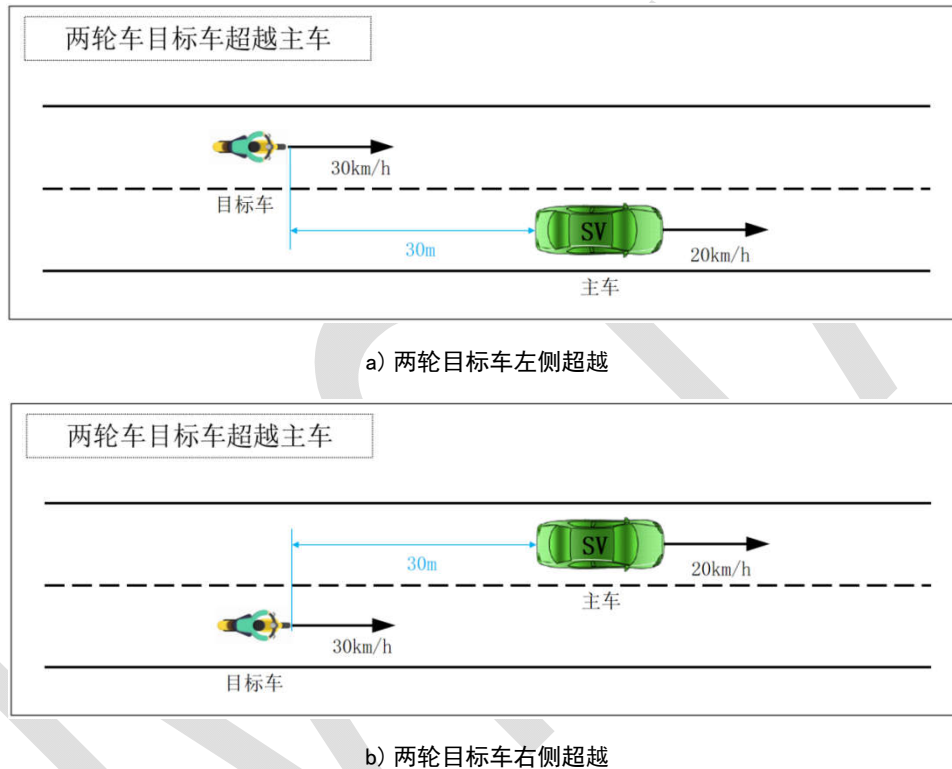 两轮车目标车超越主车
30km/h
目标车
SV
30m
20km/h
主车
a) 两轮目标车左侧超越
两轮车目标车超越主车
SV
30m
20km/h
主车
30km/h
目标车
b) 两轮目标车右侧超越